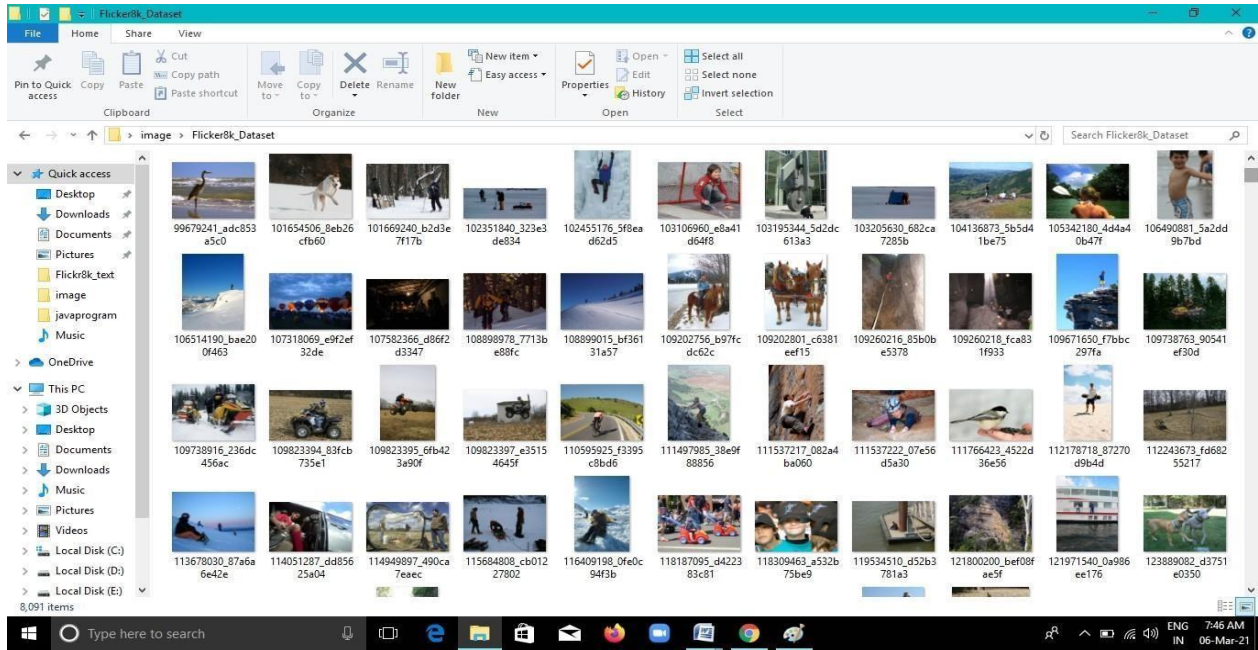 Flicker8k_Dataset
File Home Share View
Pin to Quick access
Copy
Paste
Cut
Copy path
Paste shortcut
Clipboard
Move to
Copy to
Delete
Rename
Organize
New folder
New item
Easy access
New
Properties
Open
Edit
History
Open
Select all
Select none
Invert selection
Select
image > Flicker8k_Dataset
Search Flicker8k_Dataset
Quick access
Desktop
Downloads
Documents
Pictures
Flickr8k_text
image
javaprogram
Music
OneDrive
This PC
3D Objects
Desktop
Documents
Downloads
Music
Pictures
Videos
Local Disk (C:)
Local Disk (D:)
Local Disk (E:)
99679241_adc853a5c0
101654506_8eb26cfb60
101669240_b2d3e7f17b
102351840_323e3de834
102455176_5f8ead62d5
103106960_e8a41d64f8
103195344_5d2dc613a3
103205630_682ca7285b
104136873_5b5d41be75
105342180_4d4a40b47f
106490881_5a2dd9b7bd
106514190_bae200f463
107318069_e9f2ef32de
107582366_d86f2d3347
108898978_7713be88fc
108899015_bf36131a57
109202756_b97fcdc62c
109202801_c6381eef15
109260216_85b0be5378
109260218_fca831f933
109671650_f7bbc297fa
109738763_90541ef30d
109738916_236dc456ac
109823394_83fcb735e1
109823395_6fb423a90f
109823397_e35154645f
110595925_f3395c8bd6
111497985_38e9f88856
111537217_082a4ba060
111537222_07e56d5a30
111766423_4522d36e56
112178718_87270d9b4d
112243673_fd68255217
113678030_87a6a6e42e
114051287_dd85625a04
114949897_490ca7eaec
115684808_cb01227802
116409198_0fe0c94f3b
118187095_d422383c81
118309463_a532b75be9
119534510_d52b3781a3
121800200_bef08fae5f
121971540_0a986ee176
123889082_d3751e0350
8,091 items
Type here to search
ENG
IN
7:46 AM
06-Mar-21